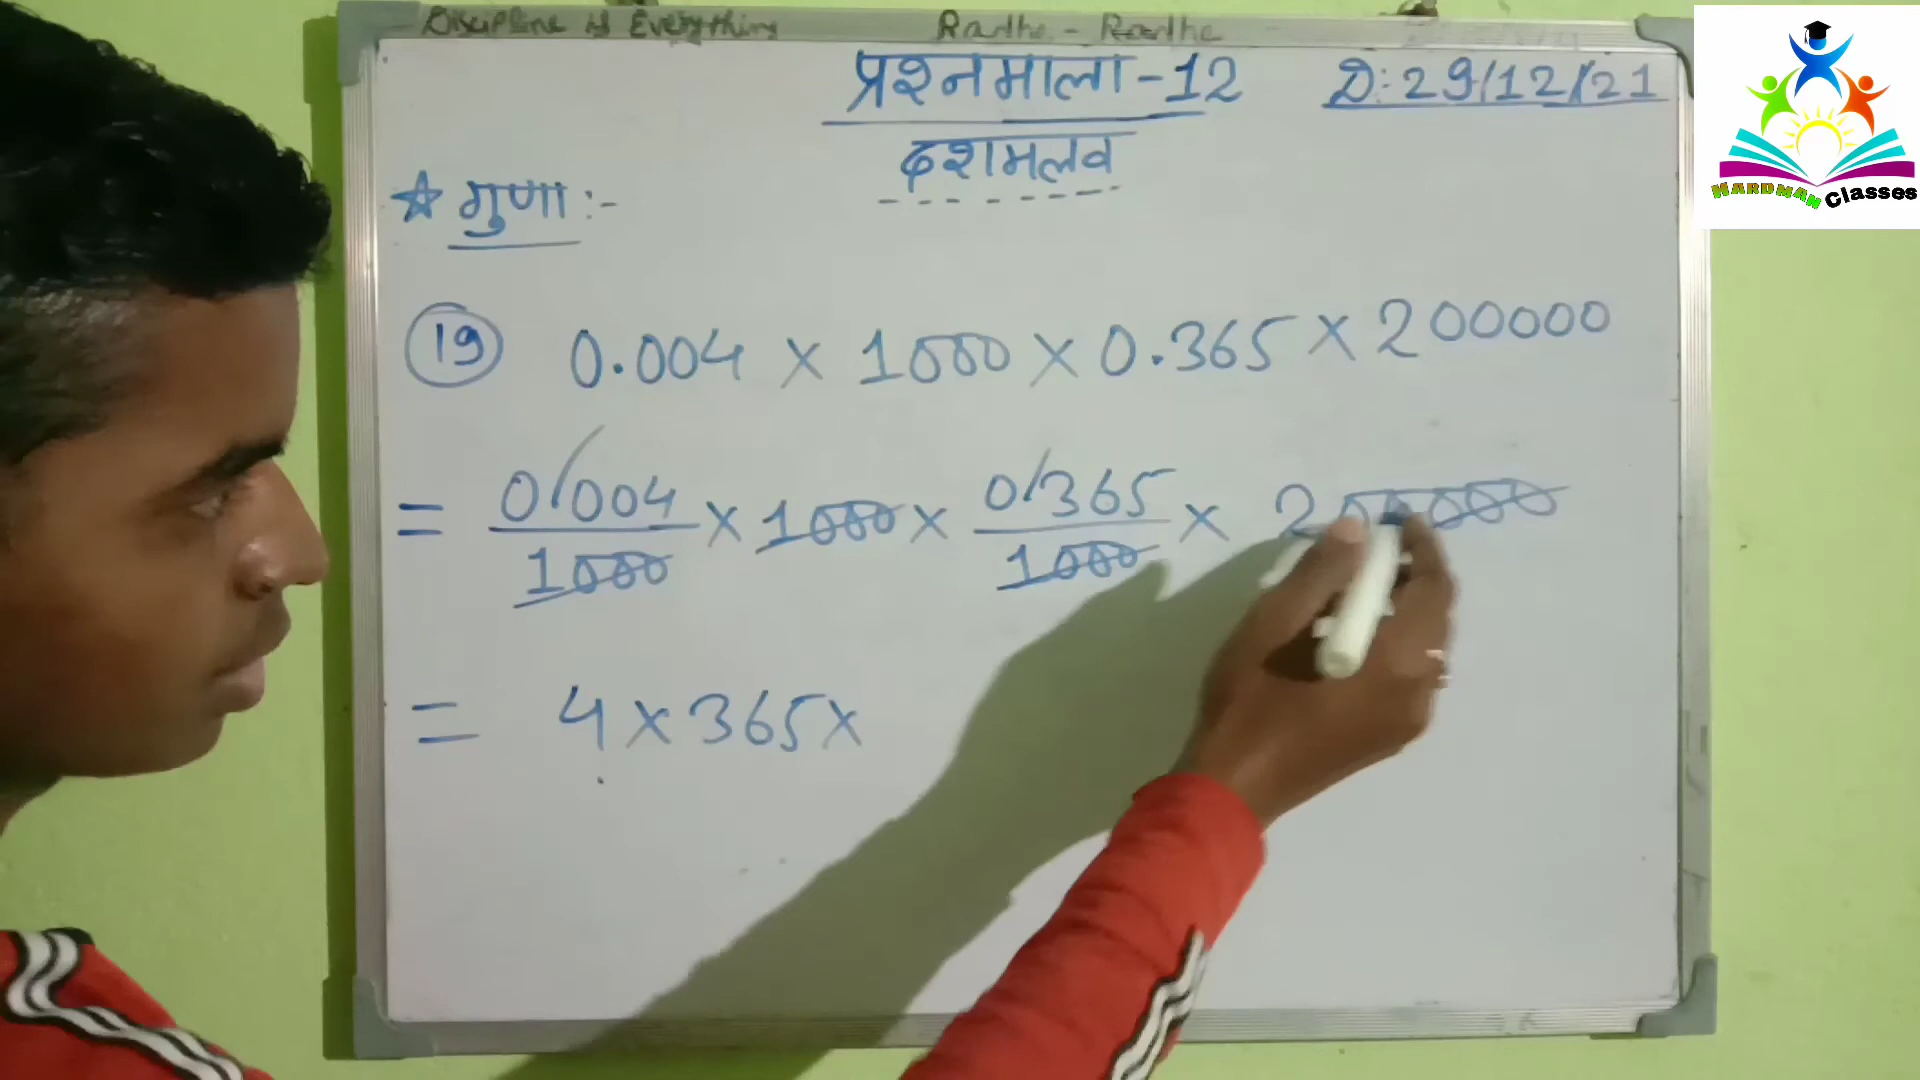 Discipline is Everything Radhe - Radhe
प्रश्नमाला - 12 D: 29/12/21
दशमलव
☆ गुणा :-
19 0.004 × 1000 × 0.365 × 200000
= 0/004/1000 × 1000 × 0/365/1000 × 200000
= 4 × 365 ×
HARDMAN Classes